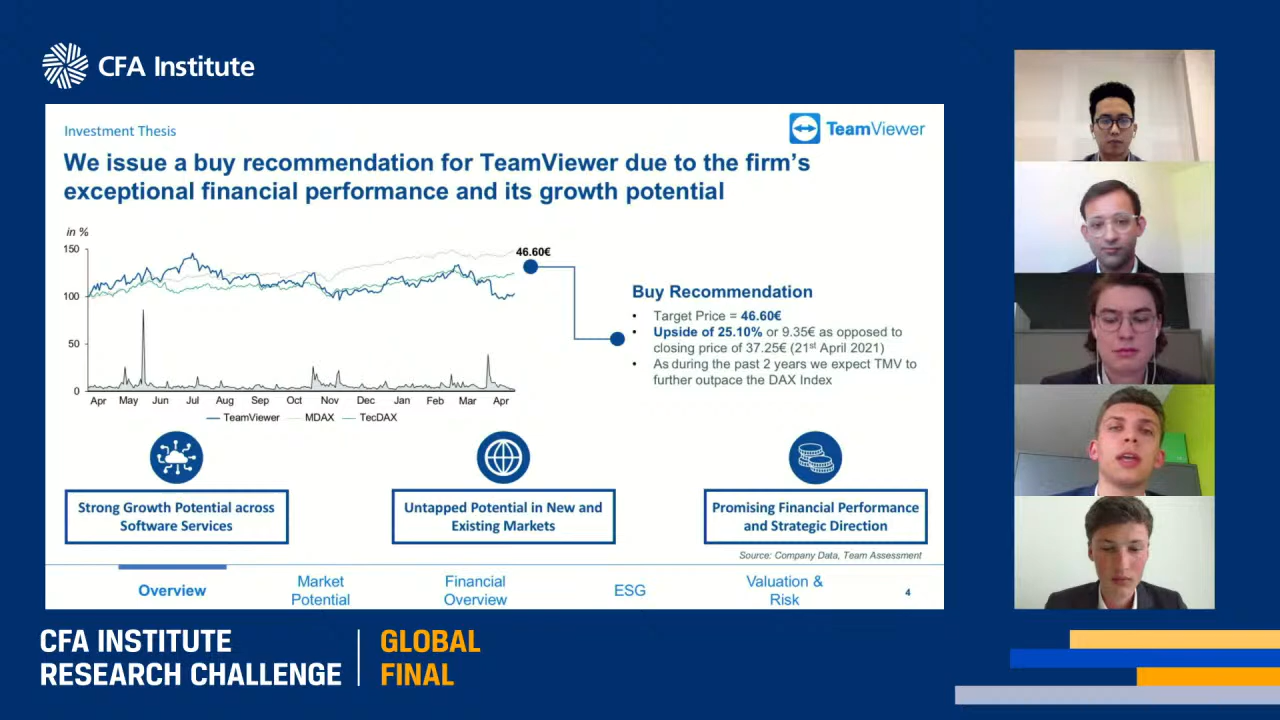 CFA Institute
Investment Thesis
TeamViewer
We issue a buy recommendation for TeamViewer due to the firm's
exceptional financial performance and its growth potential
in %
150
100
50
0
46.60€
Apr May Jun Jul Aug Sep Oct Nov Dec Jan Feb Mar Apr
TeamViewer MDAX TecDAX
Buy Recommendation
• Target Price = 46.60€
• Upside of 25.10% or 9.35€ as opposed to
closing price of 37.25€ (21st April 2021)
• As during the past 2 years we expect TMV to
further outpace the DAX Index
Strong Growth Potential across
Software Services
Untapped Potential in New and
Existing Markets
Promising Financial Performance
and Strategic Direction
Source: Company Data, Team Assessment
Overview
Market
Potential
Financial
Overview
ESG
Valuation &
Risk
4
CFA INSTITUTE
RESEARCH CHALLENGE
GLOBAL
FINAL